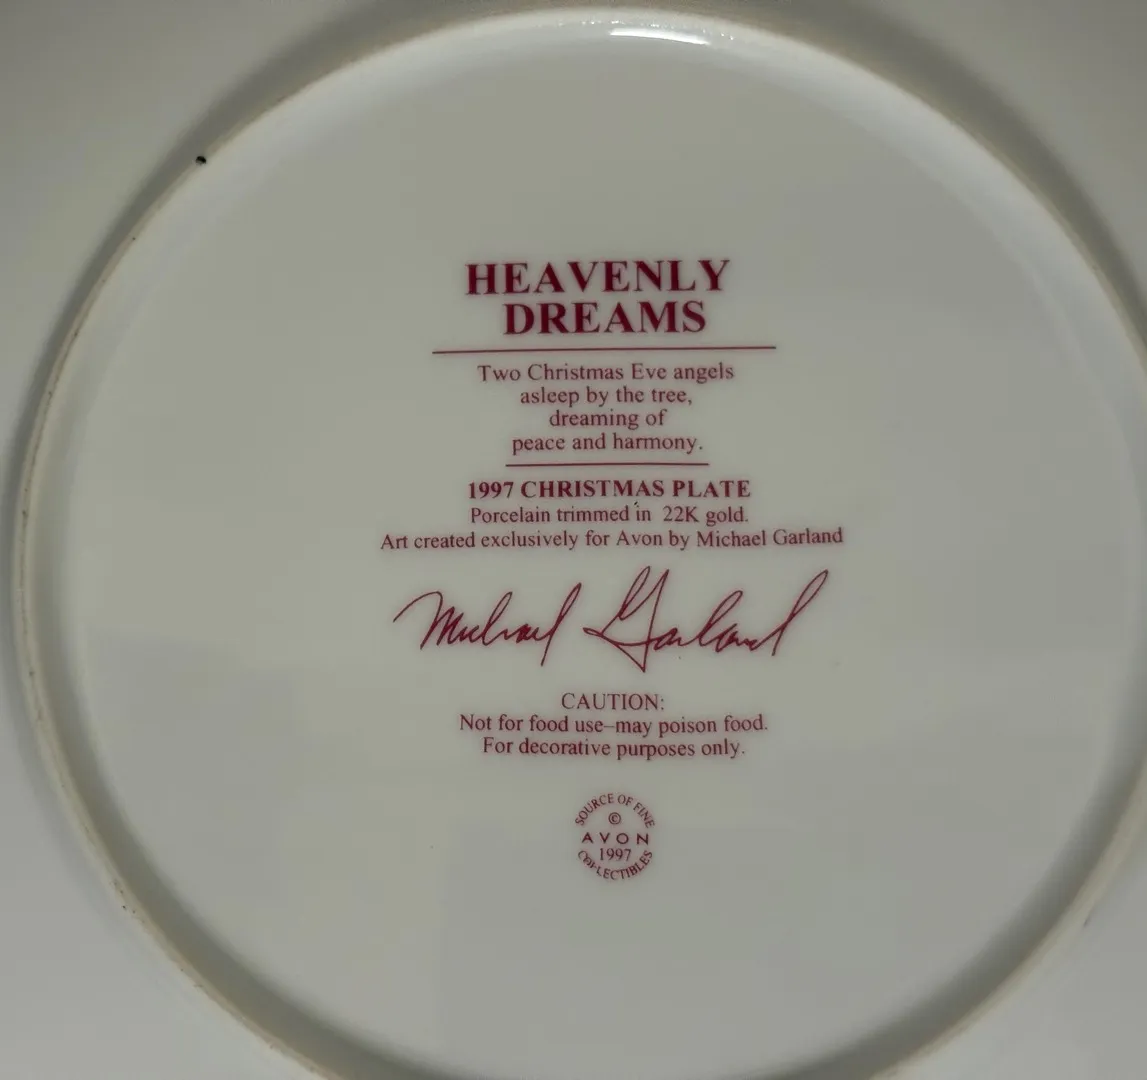 HEAVENLY
DREAMS
Two Christmas Eve angels
asleep by the tree,
dreaming of
peace and harmony.
1997 CHRISTMAS PLATE
Porcelain trimmed in 22K gold.
Art created exclusively for Avon by Michael Garland
Michael Garland
CAUTION:
Not for food use–may poison food.
For decorative purposes only.
SOURCE OF FINE
©
AVON
1997
COLLECTIBLES